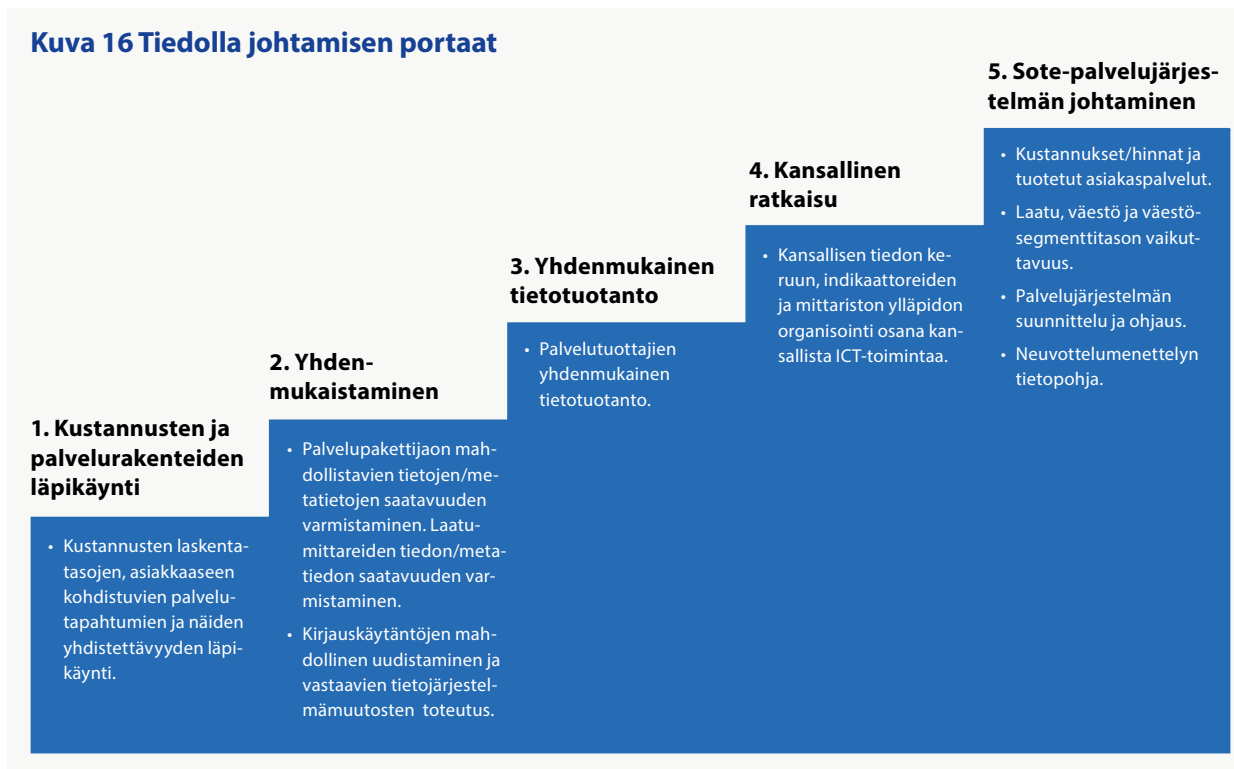 Kuva 16 Tiedolla johtamisen portaat
1. Kustannusten ja
palvelurakenteiden
läpikäynti
• Kustannusten laskenta-
tasojen, asiakkaaseen
kohdistuvien palvelu-
tapahtumien ja näiden
yhdistettävyyden läpi-
käynti.
2. Yhden-
mukaistaminen
• Palvelupakettijaon mah-
dollistavien tietojen/me-
tatietojen saatavuuden
varmistaminen. Laatu-
mittareiden tiedon/meta-
tiedon saatavuuden var-
mistaminen.
• Kirjauskäytäntöjen mah-
dollinen uudistaminen ja
vastaavien tietojärjestel-
mämuutosten toteutus.
3. Yhdenmukainen
tietotuotanto
• Palvelutuottajien
yhdenmukainen
tietotuotanto.
4. Kansallinen
ratkaisu
• Kansallisen tiedon ke-
ruun, indikaattoreiden
ja mittariston ylläpidon
organisointi osana kan-
sallista ICT-toimintaa.
5. Sote-palvelujärjes-
telmän johtaminen
• Kustannukset/hinnat ja
tuotetut asiakaspalvelut.
• Laatu, väestö ja väestö-
segmenttitason vaikut-
tavuus.
• Palvelujärjestelmän
suunnittelu ja ohjaus.
• Neuvottelumenettelyn
tietopohja.